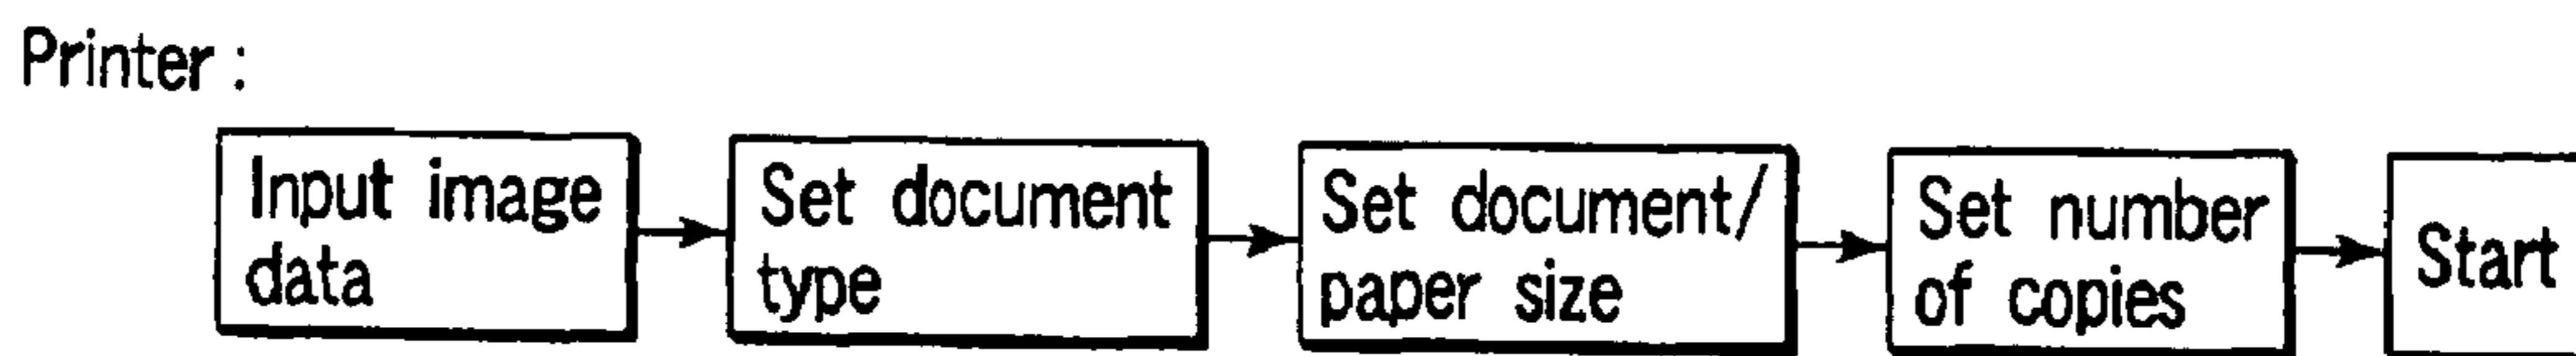 Printer :
Input image
data
Set document
type
Set document/
paper size
Set number
of copies
Start